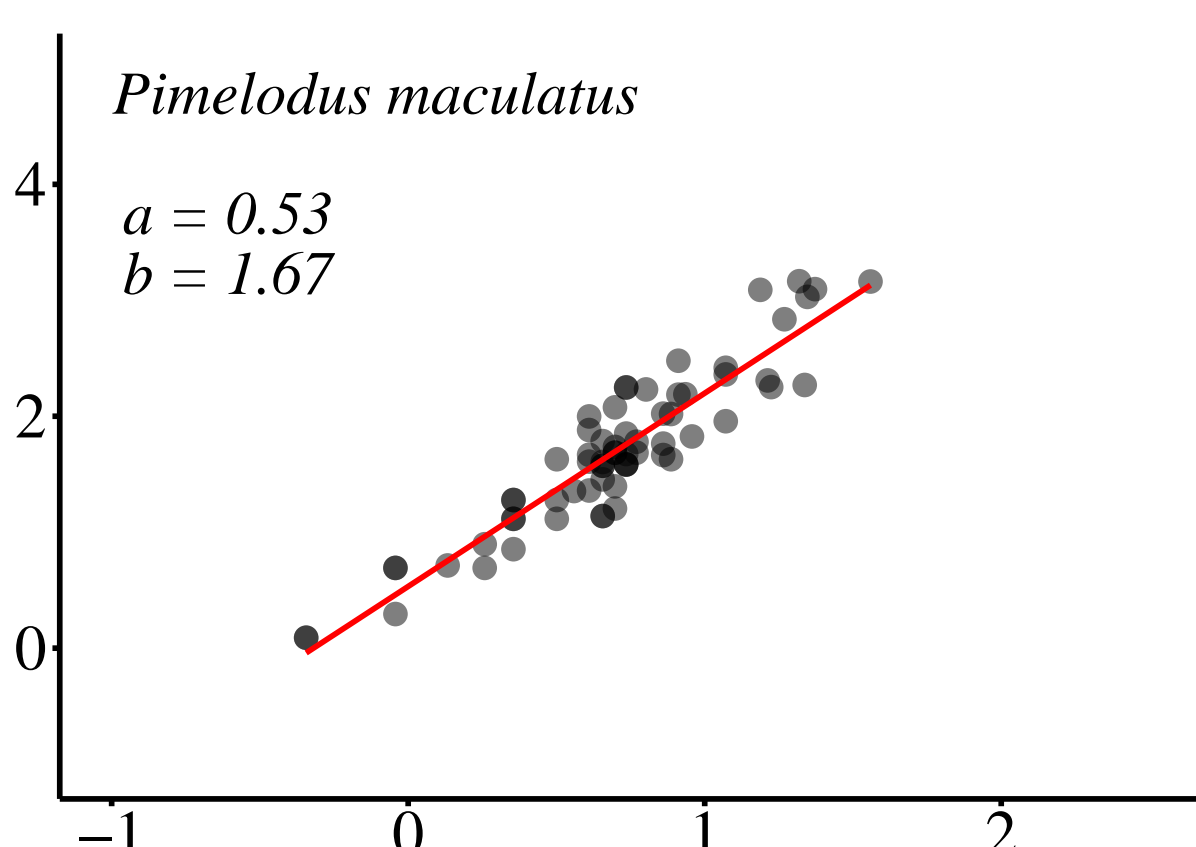 Pimelodus maculatus
4
a = 0.53
b = 1.67
2
0
−1 0 1 2